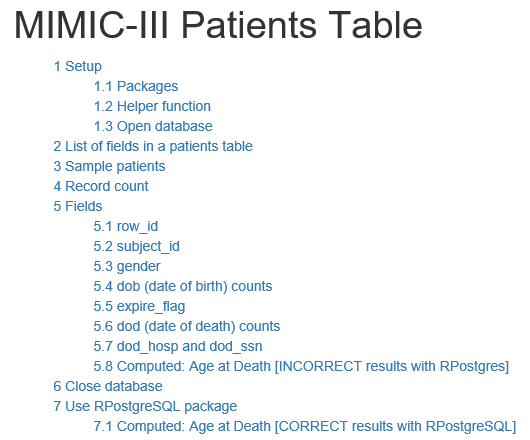 MIMIC-III Patients Table
1 Setup
1.1 Packages
1.2 Helper function
1.3 Open database
2 List of fields in a patients table
3 Sample patients
4 Record count
5 Fields
5.1 row_id
5.2 subject_id
5.3 gender
5.4 dob (date of birth) counts
5.5 expire_flag
5.6 dod (date of death) counts
5.7 dod_hosp and dod_ssn
5.8 Computed: Age at Death [INCORRECT results with RPostgres]
6 Close database
7 Use RPostgreSQL package
7.1 Computed: Age at Death [CORRECT results with RPostgreSQL]